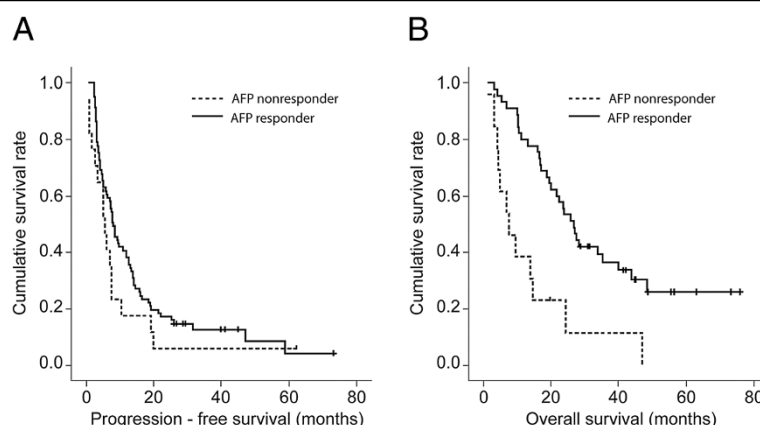 A
Cumulative survival rate
1.0
0.8
0.6
0.4
0.2
0.0
AFP nonresponder
AFP responder
0 20 40 60 80
Progression - free survival (months)
B
Cumulative survival rate
1.0
0.8
0.6
0.4
0.2
0.0
AFP nonresponder
AFP responder
0 20 40 60 80
Overall survival (months)